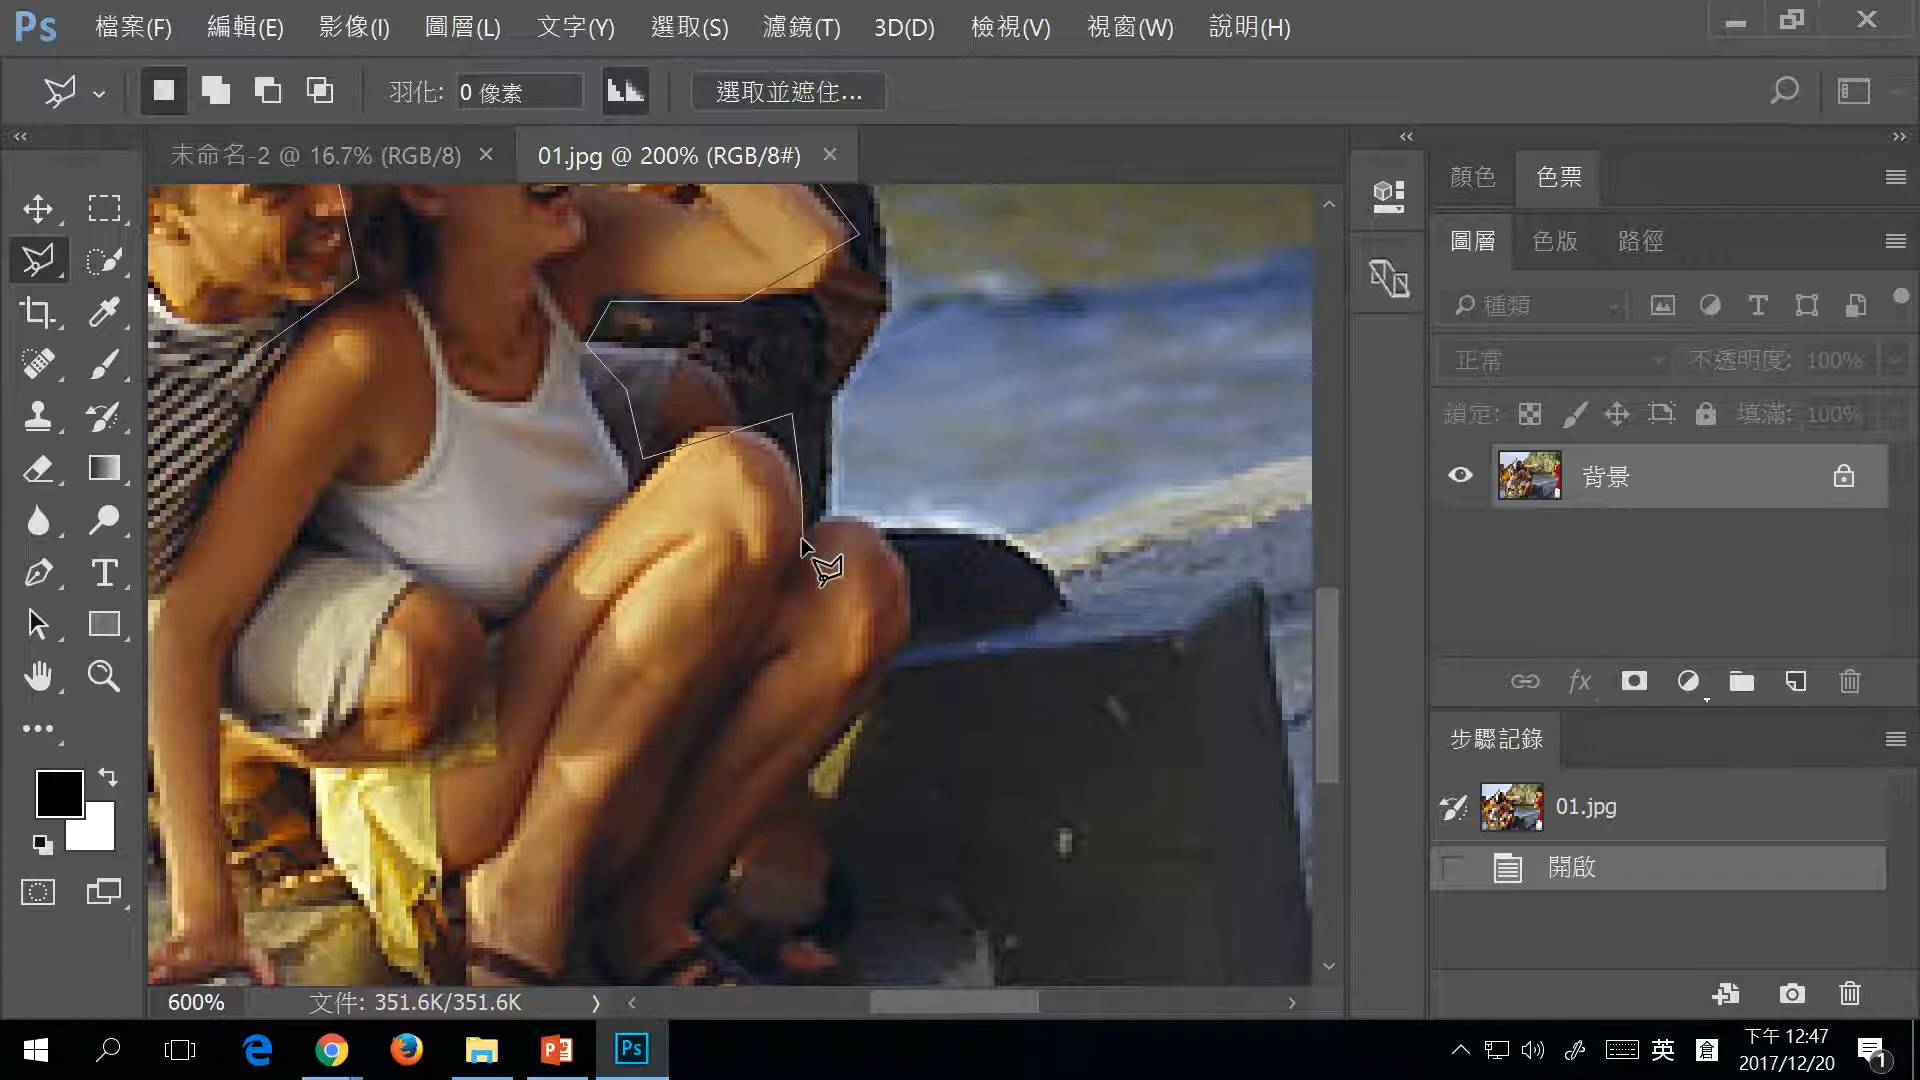 Ps 檔案(F) 編輯(E) 影像(I) 圖層(L) 文字(Y) 選取(S) 濾鏡(T) 3D(D) 檢視(V) 視窗(W) 說明(H)
羽化: 0 像素 選取並遮住...
未命名-2 @ 16.7% (RGB/8) × 01.jpg @ 200% (RGB/8#) ×
顏色 色票
圖層 色版 路徑
種類
正常 不透明度: 100%
鎖定: 填滿: 100%
背景
fx
步驟記錄
01.jpg
開啟
600% 文件: 351.6K/351.6K
英 倉 下午 12:47
2017/12/20
1